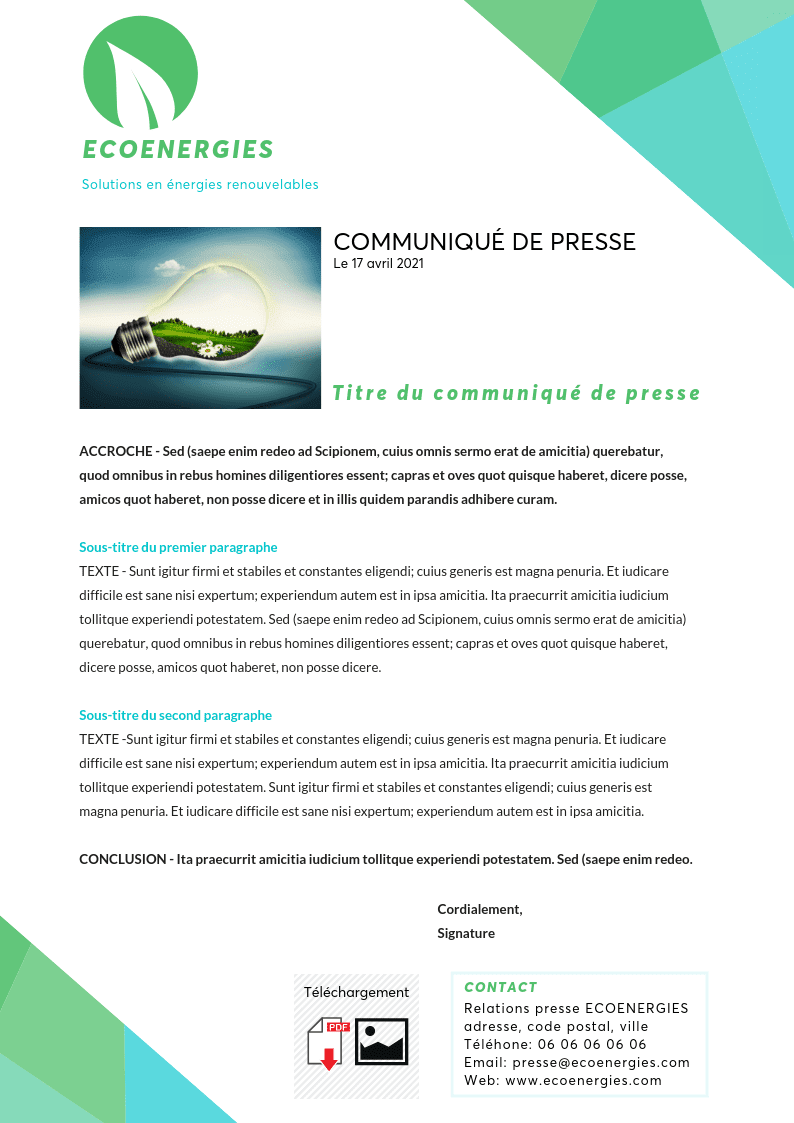 ECOENERGIES
Solutions en énergies renouvelables
COMMUNIQUÉ DE PRESSE
Le 17 avril 2021
Titre du communiqué de presse
ACCROCHE - Sed (saepe enim redeo ad Scipionem, cuius omnis sermo erat de amicitia) querebatur,
quod omnibus in rebus homines diligentiores essent; capras et oves quot quisque haberet, dicere posse,
amicos quot haberet, non posse dicere et in illis quidem parandis adhibere curam.
Sous-titre du premier paragraphe
TEXTE - Sunt igitur firmi et stabiles et constantes eligendi; cuius generis est magna penuria. Et iudicare
difficile est sane nisi expertum; experiendum autem est in ipsa amicitia. Ita praecurrit amicitia iudicium
tollitque experiendi potestatem. Sed (saepe enim redeo ad Scipionem, cuius omnis sermo erat de amicitia)
querebatur, quod omnibus in rebus homines diligentiores essent; capras et oves quot quisque haberet,
dicere posse, amicos quot haberet, non posse dicere.
Sous-titre du second paragraphe
TEXTE -Sunt igitur firmi et stabiles et constantes eligendi; cuius generis est magna penuria. Et iudicare
difficile est sane nisi expertum; experiendum autem est in ipsa amicitia. Ita praecurrit amicitia iudicium
tollitque experiendi potestatem. Sunt igitur firmi et stabiles et constantes eligendi; cuius generis est
magna penuria. Et iudicare difficile est sane nisi expertum; experiendum autem est in ipsa amicitia.
CONCLUSION - Ita praecurrit amicitia iudicium tollitque experiendi potestatem. Sed (saepe enim redeo.
Cordialement,
Signature
Téléchargement
PDF
CONTACT
Relations presse ECOENERGIES
adresse, code postal, ville
Téléhone: 06 06 06 06 06
Email: presse@ecoenergies.com
Web: www.ecoenergies.com